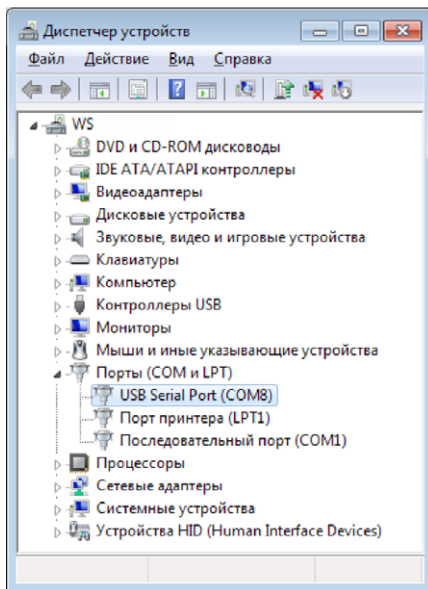 Диспетчер устройств
Файл Действие Вид Справка
WS
DVD и CD-ROM дисководы
IDE ATA/ATAPI контроллеры
Видеоадаптеры
Дисковые устройства
Звуковые, видео и игровые устройства
Клавиатуры
Компьютер
Контроллеры USB
Мониторы
Мыши и иные указывающие устройства
Порты (COM и LPT)
USB Serial Port (COM8)
Порт принтера (LPT1)
Последовательный порт (COM1)
Процессоры
Сетевые адаптеры
Системные устройства
Устройства HID (Human Interface Devices)